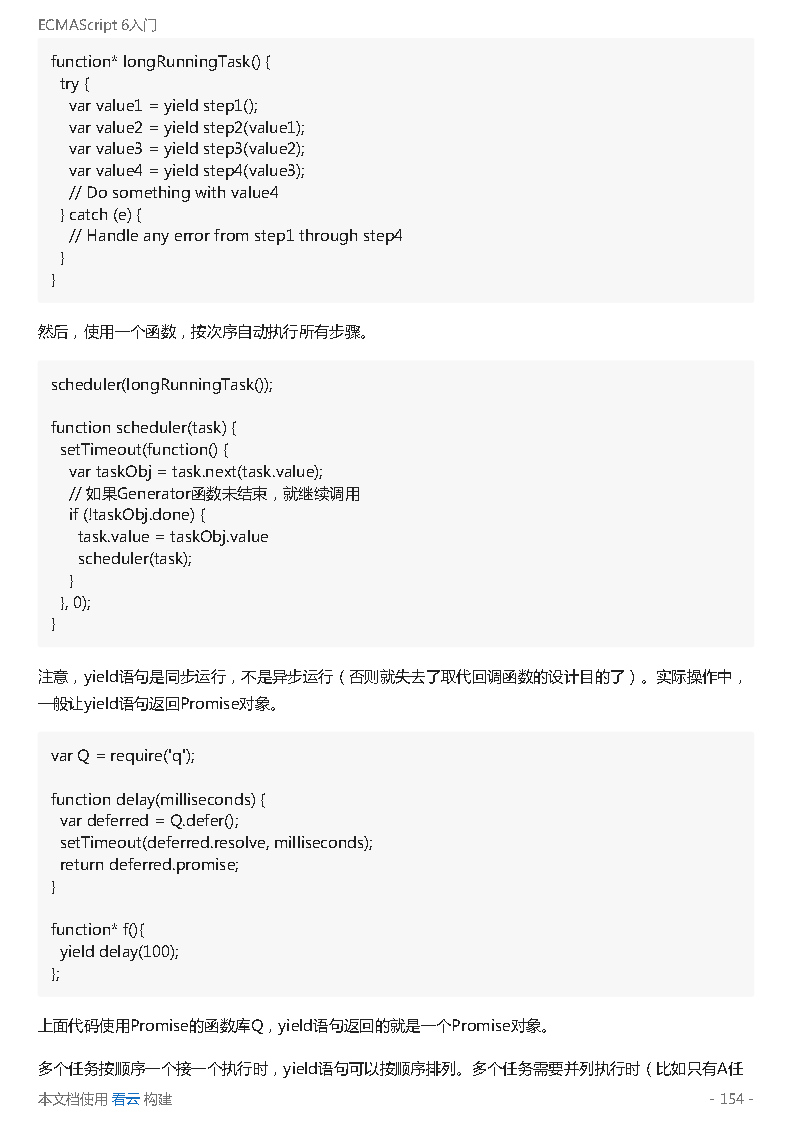 ECMAScript 6入门
function* longRunningTask() {
  try {
    var value1 = yield step1();
    var value2 = yield step2(value1);
    var value3 = yield step3(value2);
    var value4 = yield step4(value3);
    // Do something with value4
  } catch (e) {
    // Handle any error from step1 through step4
  }
}
然后，使用一个函数，按次序自动执行所有步骤。
scheduler(longRunningTask());
function scheduler(task) {
  setTimeout(function() {
    var taskObj = task.next(task.value);
    // 如果Generator函数未结束，就继续调用
    if (!taskObj.done) {
      task.value = taskObj.value
      scheduler(task);
    }
  }, 0);
}
注意，yield语句是同步运行，不是异步运行（否则就失去了取代回调函数的设计目的了）。实际操作中，
一般让yield语句返回Promise对象。
var Q = require('q');
function delay(milliseconds) {
  var deferred = Q.defer();
  setTimeout(deferred.resolve, milliseconds);
  return deferred.promise;
}
function* f(){
  yield delay(100);
};
上面代码使用Promise的函数库Q，yield语句返回的就是一个Promise对象。
多个任务按顺序一个接一个执行时，yield语句可以按顺序排列。多个任务需要并列执行时（比如只有A任
本文档使用 看云 构建
- 154 -